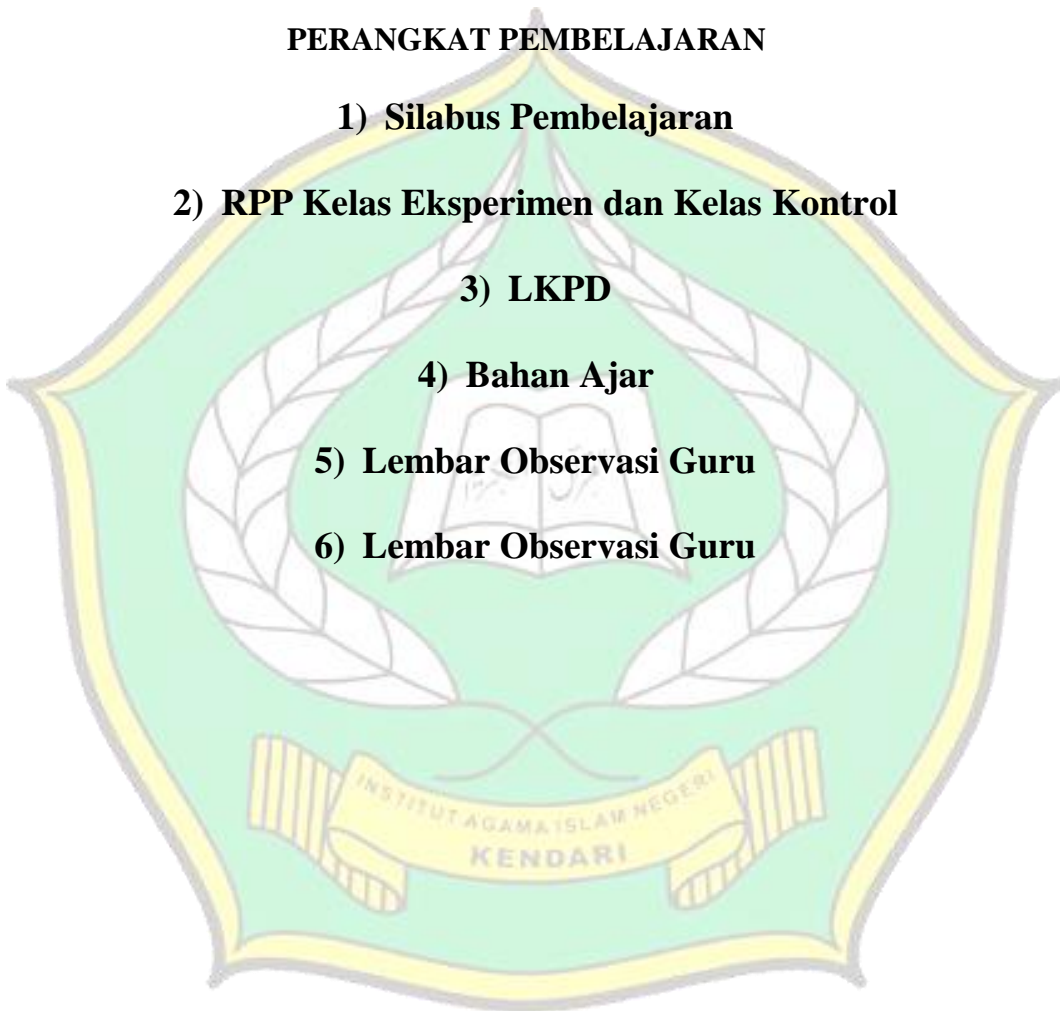 PERANGKAT PEMBELAJARAN
1) Silabus Pembelajaran
2) RPP Kelas Eksperimen dan Kelas Kontrol
3) LKPD
4) Bahan Ajar
5) Lembar Observasi Guru
6) Lembar Observasi Guru
INSTITUT AGAMA ISLAM NEGERI
KENDARI